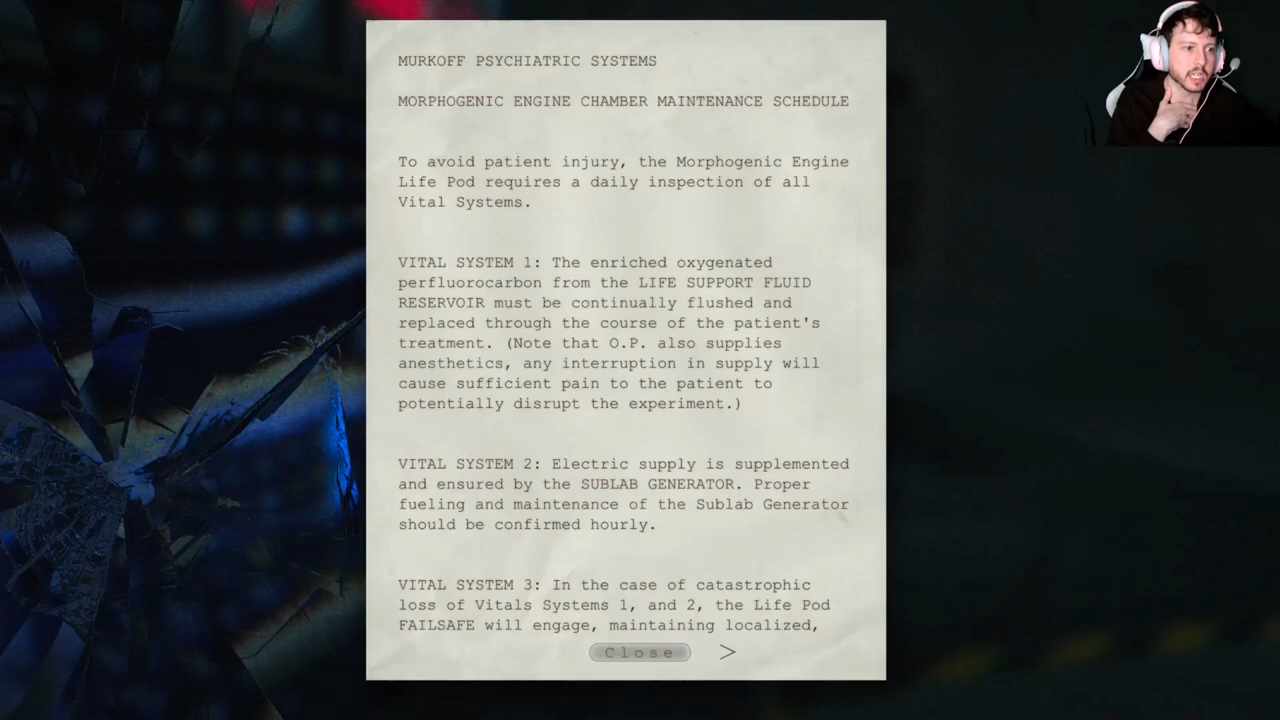 MURKOFF PSYCHIATRIC SYSTEMS
MORPHOGENIC ENGINE CHAMBER MAINTENANCE SCHEDULE
To avoid patient injury, the Morphogenic Engine
Life Pod requires a daily inspection of all
Vital Systems.
VITAL SYSTEM 1: The enriched oxygenated
perfluorocarbon from the LIFE SUPPORT FLUID
RESERVOIR must be continually flushed and
replaced through the course of the patient's
treatment. (Note that O.P. also supplies
anesthetics, any interruption in supply will
cause sufficient pain to the patient to
potentially disrupt the experiment.)
VITAL SYSTEM 2: Electric supply is supplemented
and ensured by the SUBLAB GENERATOR. Proper
fueling and maintenance of the Sublab Generator
should be confirmed hourly.
VITAL SYSTEM 3: In the case of catastrophic
loss of Vitals Systems 1, and 2, the Life Pod
FAILSAFE will engage, maintaining localized,
Close >